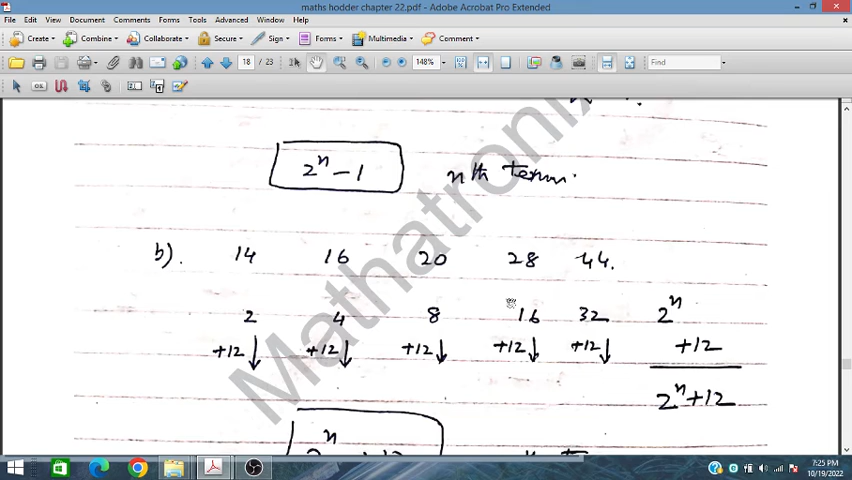 maths hodder chapter 22.pdf - Adobe Acrobat Pro Extended
File Edit View Document Comments Forms Tools Advanced Window Help
Create Combine Collaborate Secure Sign Forms Multimedia Comment
18 / 23 148% Find
2ⁿ - 1 nth term.
b). 14 16 20 28 44.
2 4 8 16 32 2ⁿ
+12 +12 +12 +12 +12 +12
2ⁿ+12
Matatronix
7:25 PM
10/19/2022